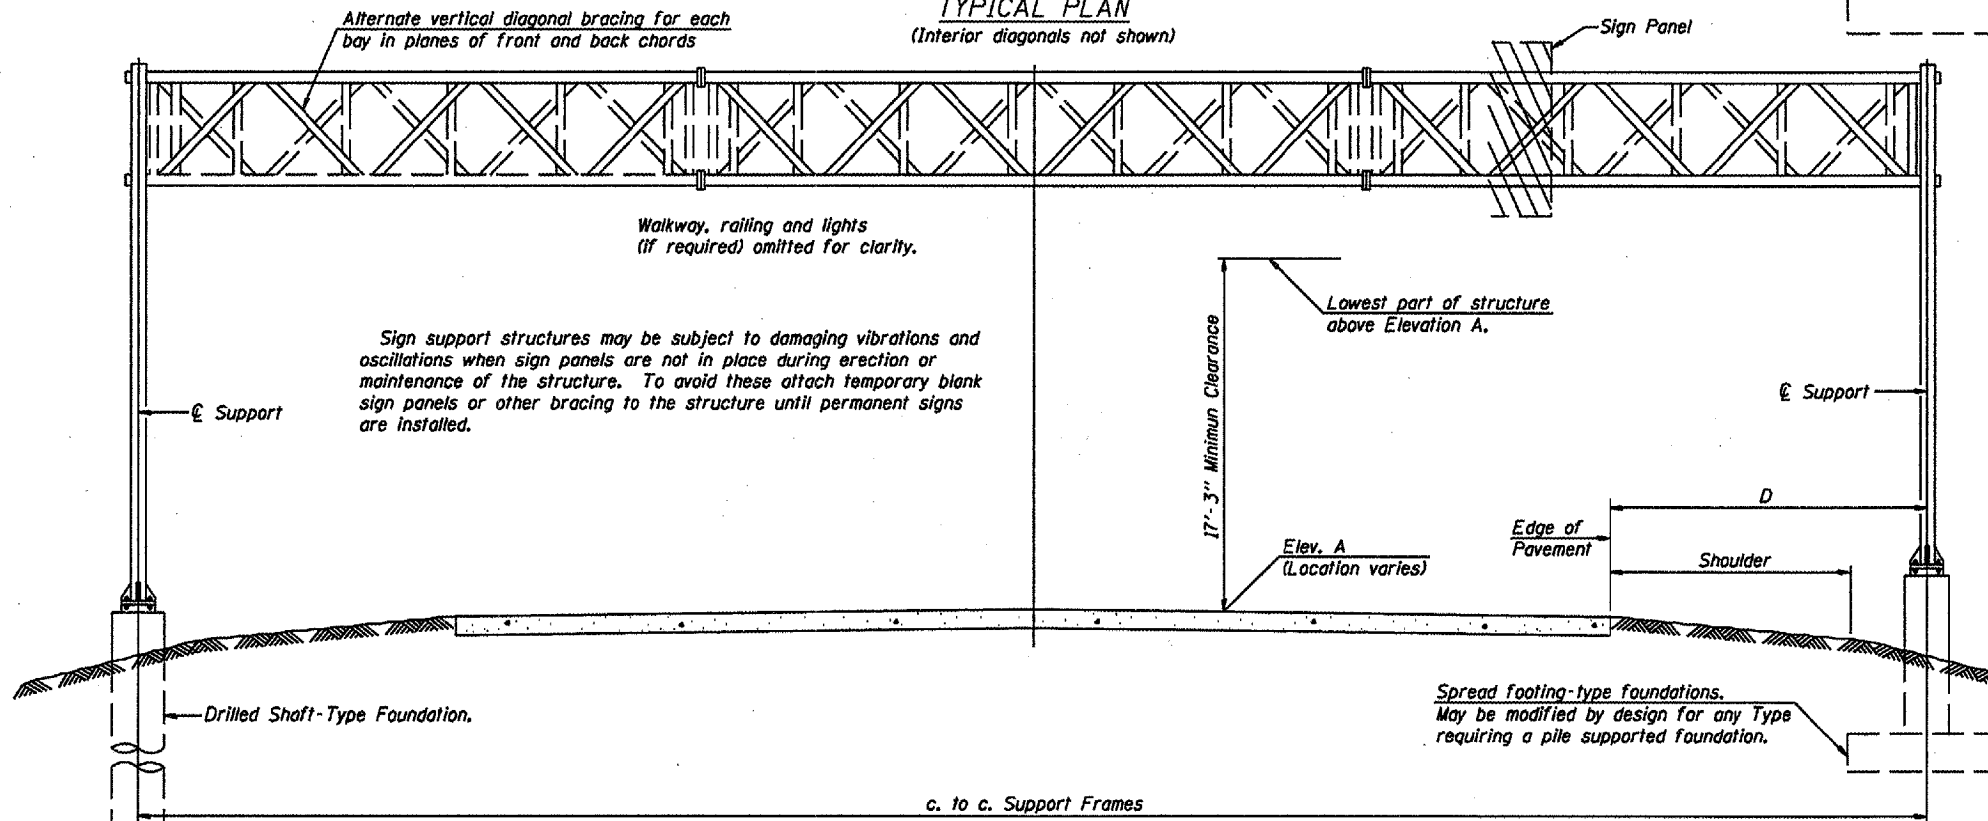 TYPICAL PLAN
(Interior diagonals not shown)
Alternate vertical diagonal bracing for each
bay in planes of front and back chords
Sign Panel
Walkway, railing and lights
(if required) omitted for clarity.
Lowest part of structure
above Elevation A.
Sign support structures may be subject to damaging vibrations and
oscillations when sign panels are not in place during erection or
maintenance of the structure. To avoid these attach temporary blank
sign panels or other bracing to the structure until permanent signs
are installed.
17'-3" Minimun Clearance
℄ Support
℄ Support
D
Edge of
Pavement
Shoulder
Elev. A
(Location varies)
Drilled Shaft-Type Foundation.
Spread footing-type foundations.
May be modified by design for any Type
requiring a pile supported foundation.
c. to c. Support Frames